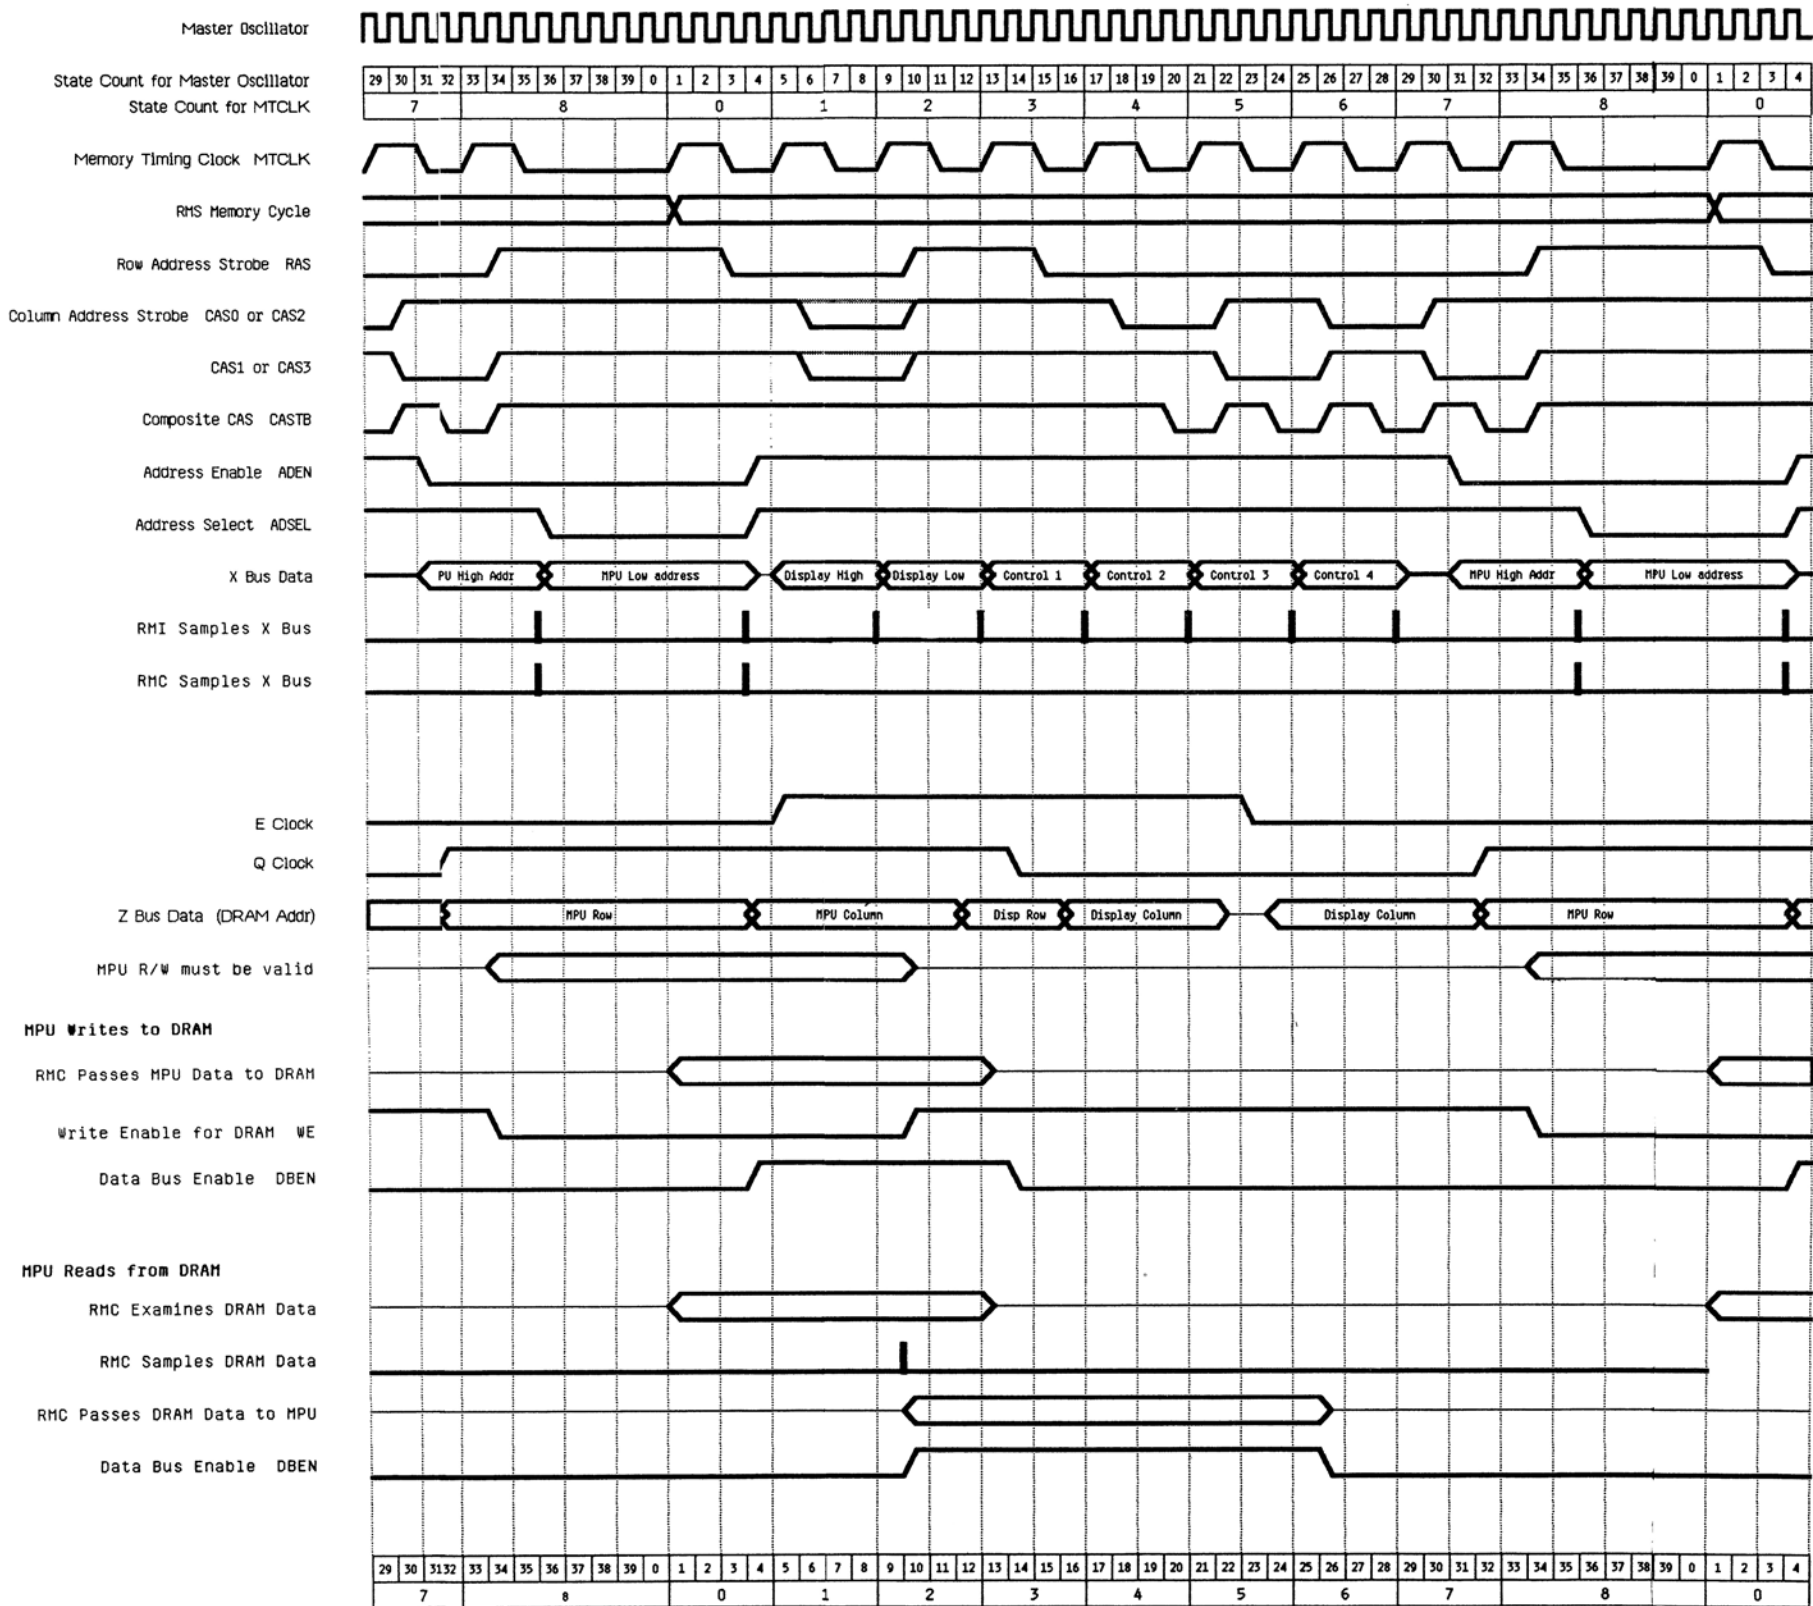 Master Oscillator
State Count for Master Oscillator 29 30 31 32 33 34 35 36 37 38 39 0 1 2 3 4 5 6 7 8 9 10 11 12 13 14 15 16 17 18 19 20 21 22 23 24 25 26 27 28 29 30 31 32 33 34 35 36 37 38 39 0 1 2 3 4
State Count for MTCLK 7 8 0 1 2 3 4 5 6 7 8 0
Memory Timing Clock MTCLK
RMS Memory Cycle
Row Address Strobe RAS
Column Address Strobe CAS0 or CAS2
CAS1 or CAS3
Composite CAS CASTB
Address Enable ADEN
Address Select ADSEL
X Bus Data PU High Addr MPU Low address Display High Display Low Control 1 Control 2 Control 3 Control 4 MPU High Addr MPU Low address
RMI Samples X Bus
RMC Samples X Bus
E Clock
Q Clock
Z Bus Data (DRAM Addr) MPU Row MPU Column Disp Row Display Column Display Column MPU Row
MPU R/W must be valid
MPU Writes to DRAM
RMC Passes MPU Data to DRAM
Write Enable for DRAM WE
Data Bus Enable DBEN
MPU Reads from DRAM
RMC Examines DRAM Data
RMC Samples DRAM Data
RMC Passes DRAM Data to MPU
Data Bus Enable DBEN
29 30 31 32 33 34 35 36 37 38 39 0 1 2 3 4 5 6 7 8 9 10 11 12 13 14 15 16 17 18 19 20 21 22 23 24 25 26 27 28 29 30 31 32 33 34 35 36 37 38 39 0 1 2 3 4
7 8 0 1 2 3 4 5 6 7 8 0